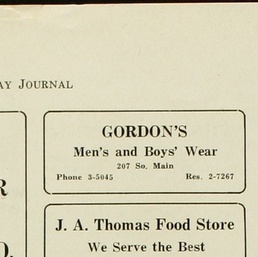 AY JOURNAL
GORDON'S
Men's and Boys' Wear
207 So. Main
Phone 3-5045 Res. 2-7267
R
J. A. Thomas Food Store
We Serve the Best